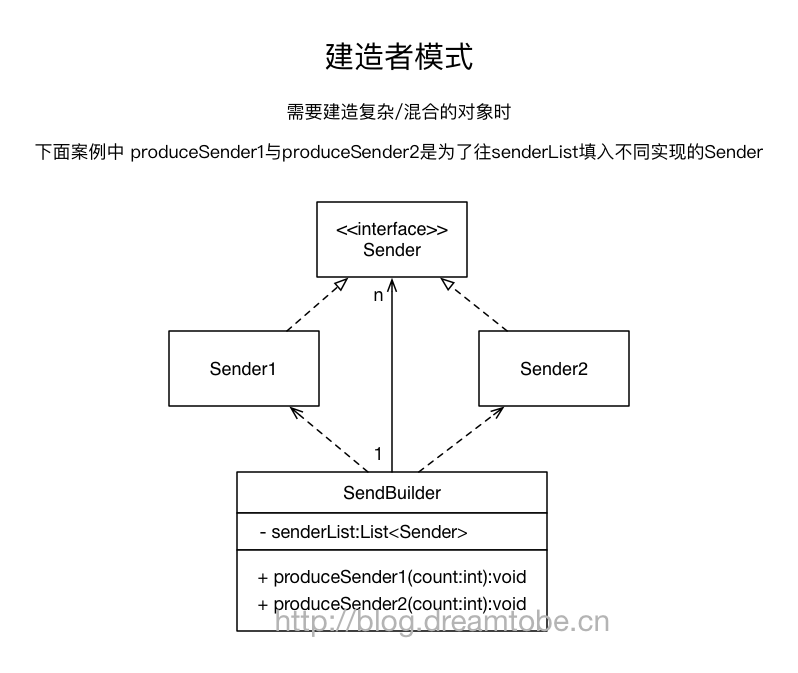 建造者模式
需要建造复杂/混合的对象时
下面案例中 produceSender1与produceSender2是为了往senderList填入不同实现的Sender
<<interface>>
Sender
n
Sender1
Sender2
1
SendBuilder
- senderList:List<Sender>
+ produceSender1(count:int):void
+ produceSender2(count:int):void
http://blog.dreamtobe.cn